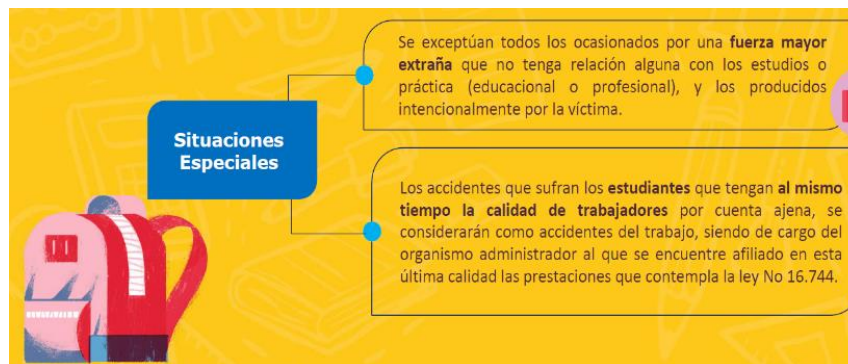 Situaciones
Especiales
Se exceptúan todos los ocasionados por una fuerza mayor
extraña que no tenga relación alguna con los estudios o
práctica (educacional o profesional), y los producidos
intencionalmente por la víctima.
Los accidentes que sufran los estudiantes que tengan al mismo
tiempo la calidad de trabajadores por cuenta ajena, se
considerarán como accidentes del trabajo, siendo de cargo del
organismo administrador al que se encuentre afiliado en esta
última calidad las prestaciones que contempla la ley No 16.744.